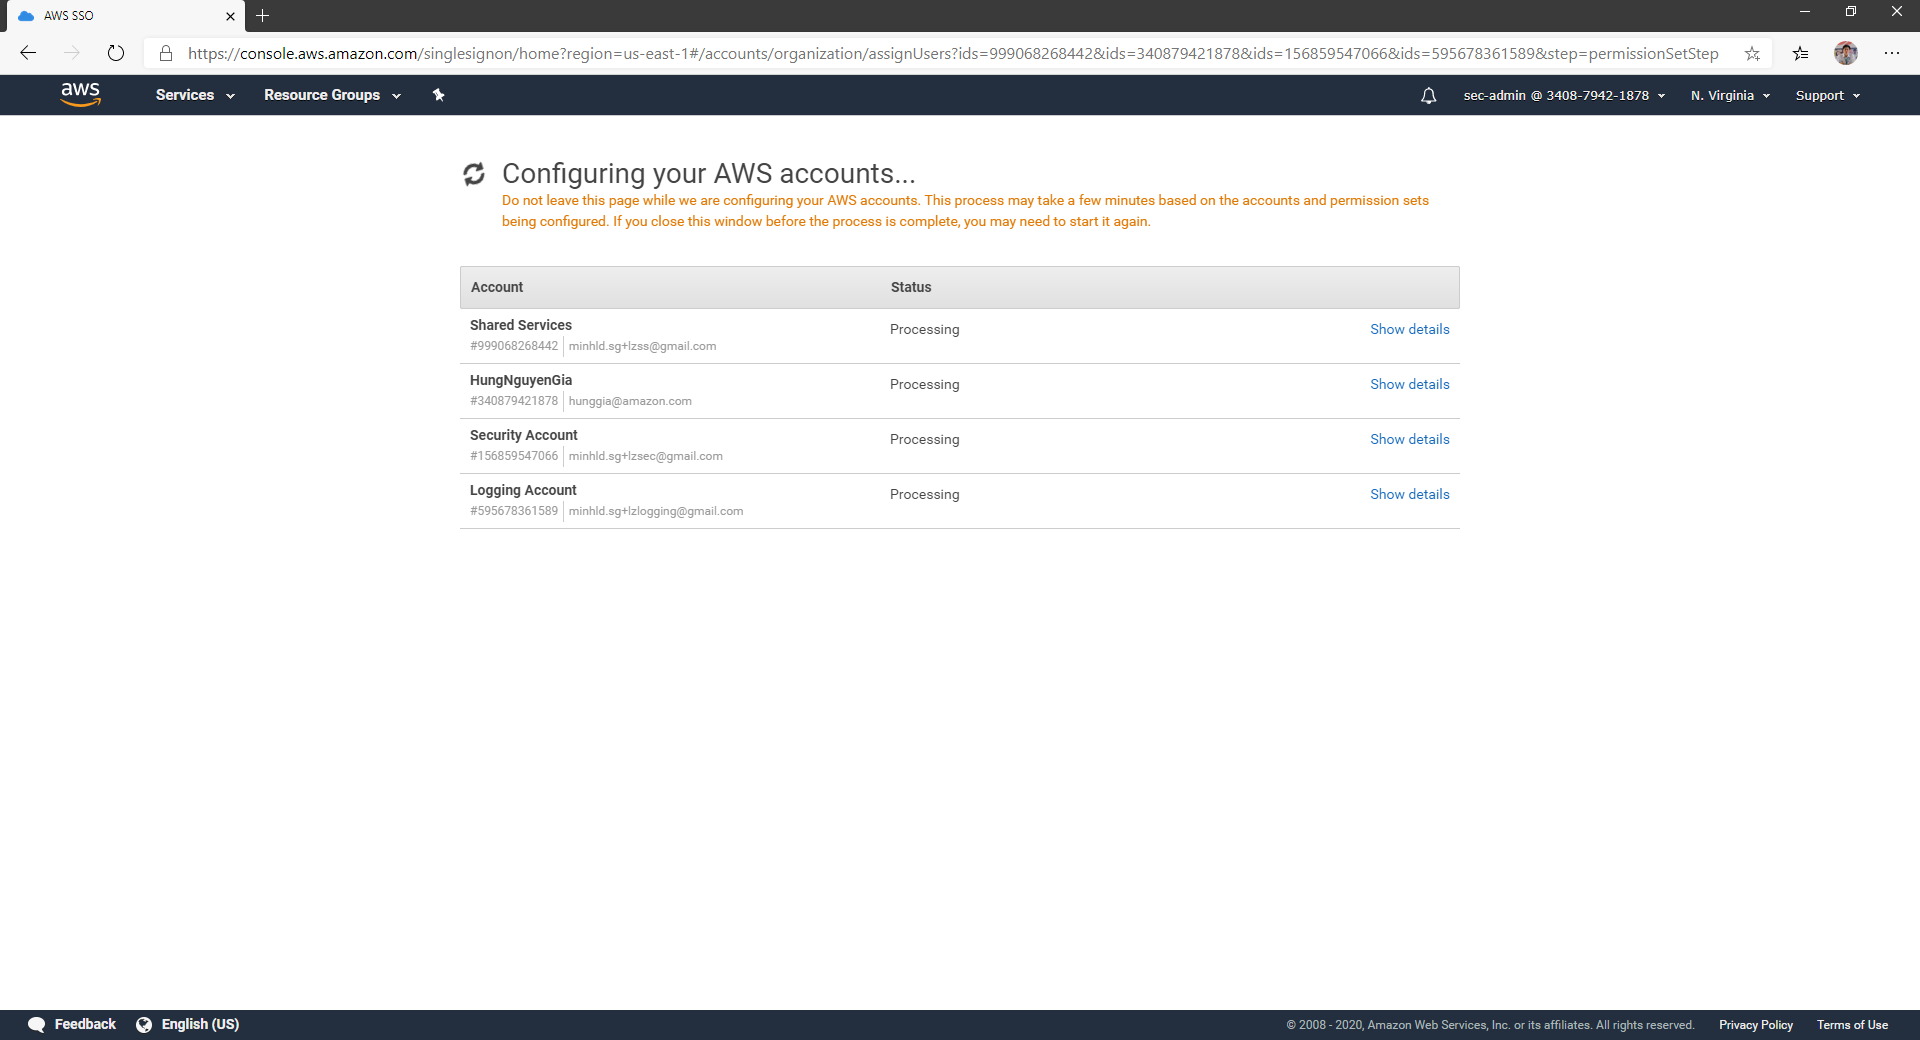 AWS SSO
https://console.aws.amazon.com/singlesignon/home?region=us-east-1#/accounts/organization/assignUsers?ids=999068268442&ids=340879421878&ids=156859547066&ids=595678361589&step=permissionSetStep
aws Services Resource Groups sec-admin @ 3408-7942-1878 N. Virginia Support
Configuring your AWS accounts...
Do not leave this page while we are configuring your AWS accounts. This process may take a few minutes based on the accounts and permission sets
being configured. If you close this window before the process is complete, you may need to start it again.
Account Status
Shared Services Processing Show details
#999068268442 minhld.sg+lzss@gmail.com
HungNguyenGia Processing Show details
#340879421878 hunggia@amazon.com
Security Account Processing Show details
#156859547066 minhld.sg+lzsec@gmail.com
Logging Account Processing Show details
#595678361589 minhld.sg+lzlogging@gmail.com
Feedback English (US) © 2008 - 2020, Amazon Web Services, Inc. or its affiliates. All rights reserved. Privacy Policy Terms of Use